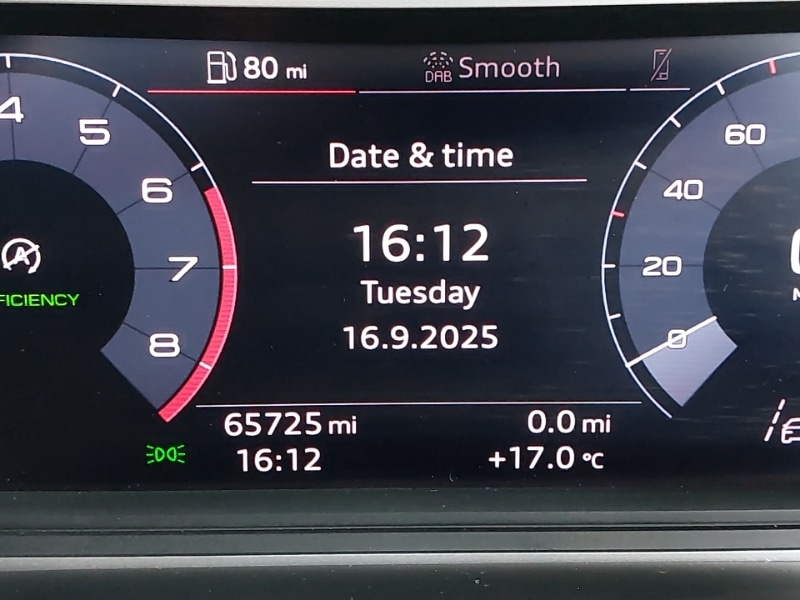 80 mi
DAB Smooth
4
5
6
7
8
60
40
20
0
Date & time
16:12
Tuesday
16.9.2025
A
FICIENCY
65725 mi
0.0 mi
16:12
+17.0 °C